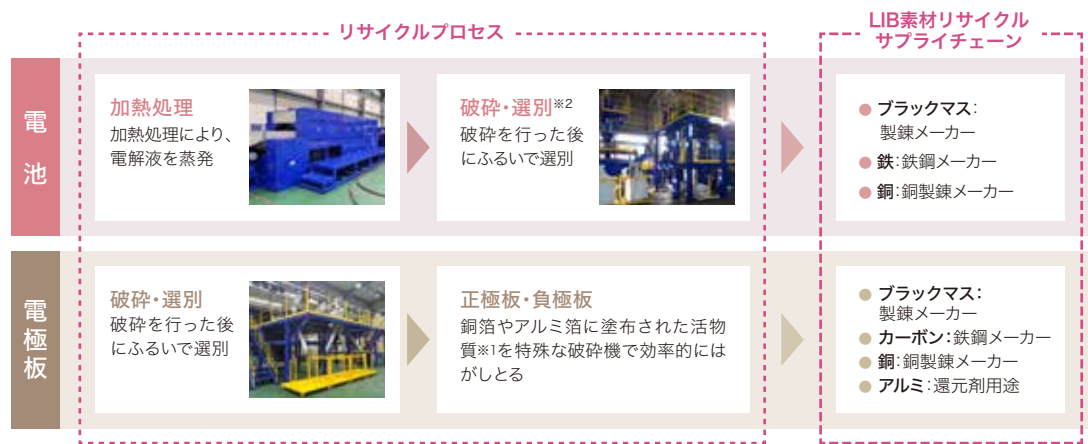 リサイクルプロセス
LIB素材リサイクル
サプライチェーン
電池
加熱処理
加熱処理により、
電解液を蒸発
破砕・選別※2
破砕を行った後
にふるいで選別
● ブラックマス：
製錬メーカー
● 鉄：鉄鋼メーカー
● 銅：銅製錬メーカー
電極板
破砕・選別
破砕を行った後
にふるいで選別
正極板・負極板
銅箔やアルミ箔に塗布された活物
質※1を特殊な破砕機で効率的には
がしとる
● ブラックマス：
製錬メーカー
● カーボン：鉄鋼メーカー
● 銅：銅製錬メーカー
● アルミ：還元剤用途